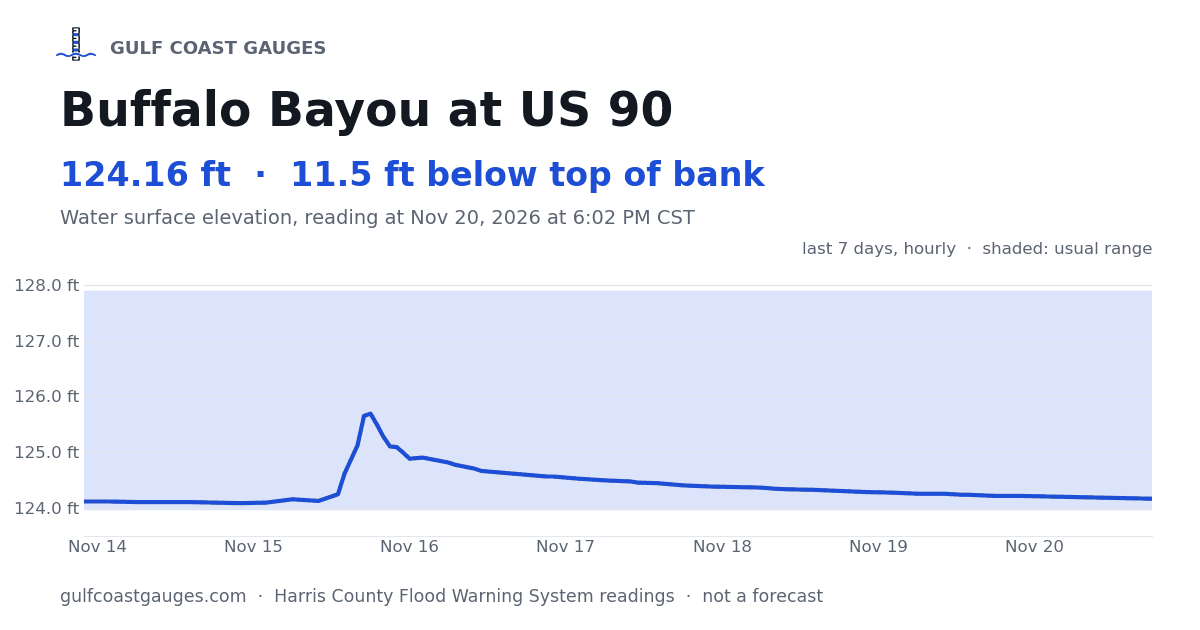 GULF COAST GAUGES
Buffalo Bayou at US 90
124.16 ft · 11.5 ft below top of bank
Water surface elevation, reading at Nov 20, 2026 at 6:02 PM CST
last 7 days, hourly · shaded: usual range
128.0 ft
127.0 ft
126.0 ft
125.0 ft
124.0 ft
Nov 14 Nov 15 Nov 16 Nov 17 Nov 18 Nov 19 Nov 20
gulfcoastgauges.com · Harris County Flood Warning System readings · not a forecast